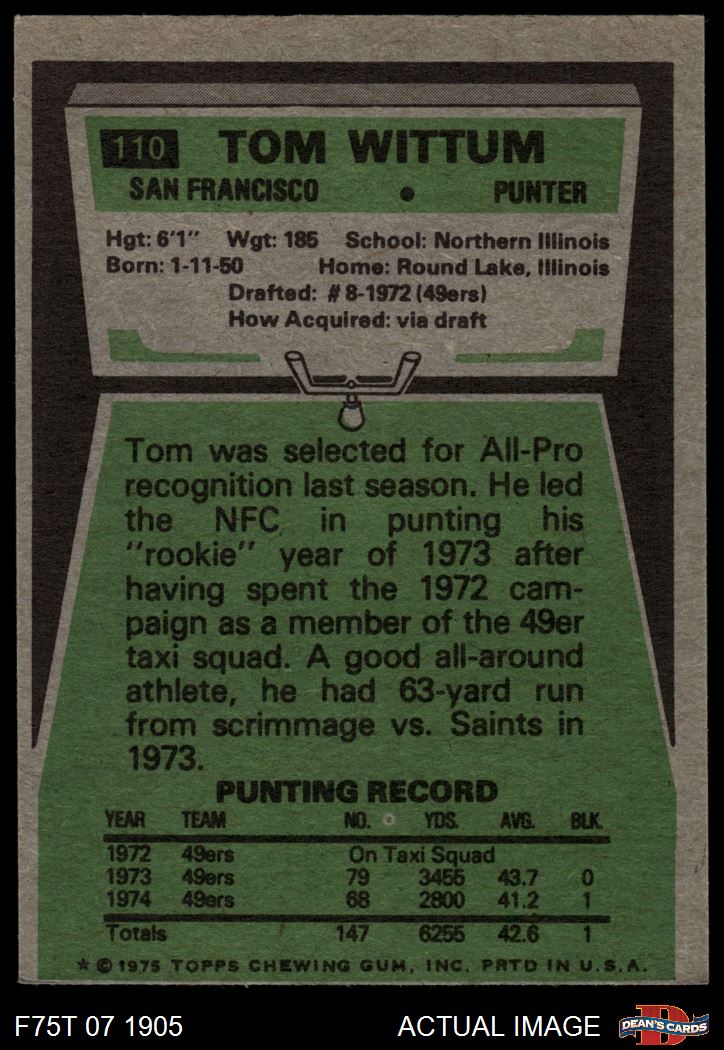 110 TOM WITTUM
SAN FRANCISCO • PUNTER
Hgt: 6'1" Wgt: 185 School: Northern Illinois
Born: 1-11-50 Home: Round Lake, Illinois
Drafted: #8-1972 (49ers)
How Acquired: via draft
Tom was selected for All-Pro
recognition last season. He led
the NFC in punting his
"rookie" year of 1973 after
having spent the 1972 cam-
paign as a member of the 49er
taxi squad. A good all-around
athlete, he had 63-yard run
from scrimmage vs. Saints in
1973.
PUNTING RECORD
YEAR TEAM NO. YDS. AVG. BLK.
1972 49ers On Taxi Squad
1973 49ers 79 3455 43.7 0
1974 49ers 68 2800 41.2 1
Totals 147 6255 42.6 1
* © 1975 TOPPS CHEWING GUM, INC. PRTD IN U.S.A.
F75T 07 1905 ACTUAL IMAGE D DEAN'S CARDS